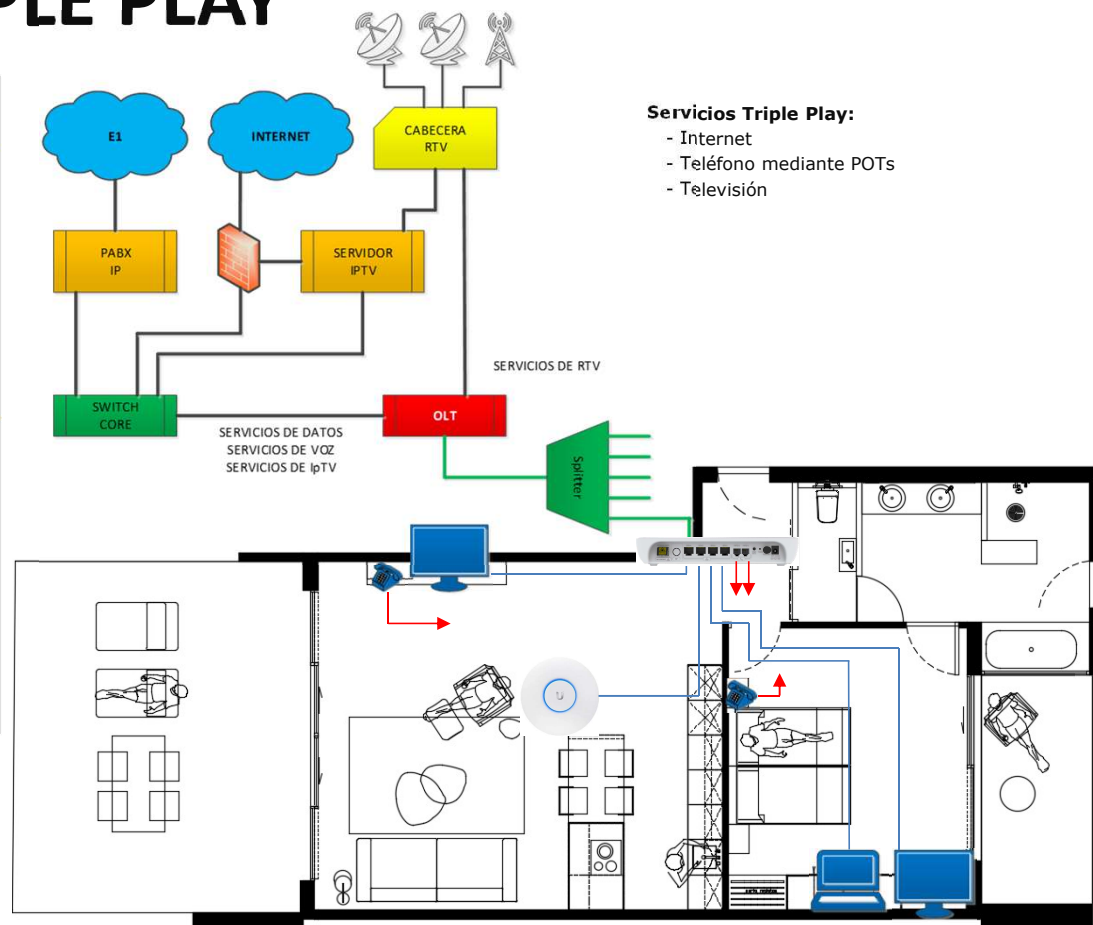 PLE PLAY
E1
INTERNET
CABECERA
RTV
Servicios Triple Play:
- Internet
- Teléfono mediante POTs
- Televisión
PABX
IP
SERVIDOR
IPTV
SERVICIOS DE RTV
SWITCH
CORE
OLT
SERVICIOS DE DATOS
SERVICIOS DE VOZ
SERVICIOS DE IpTV
Splitter